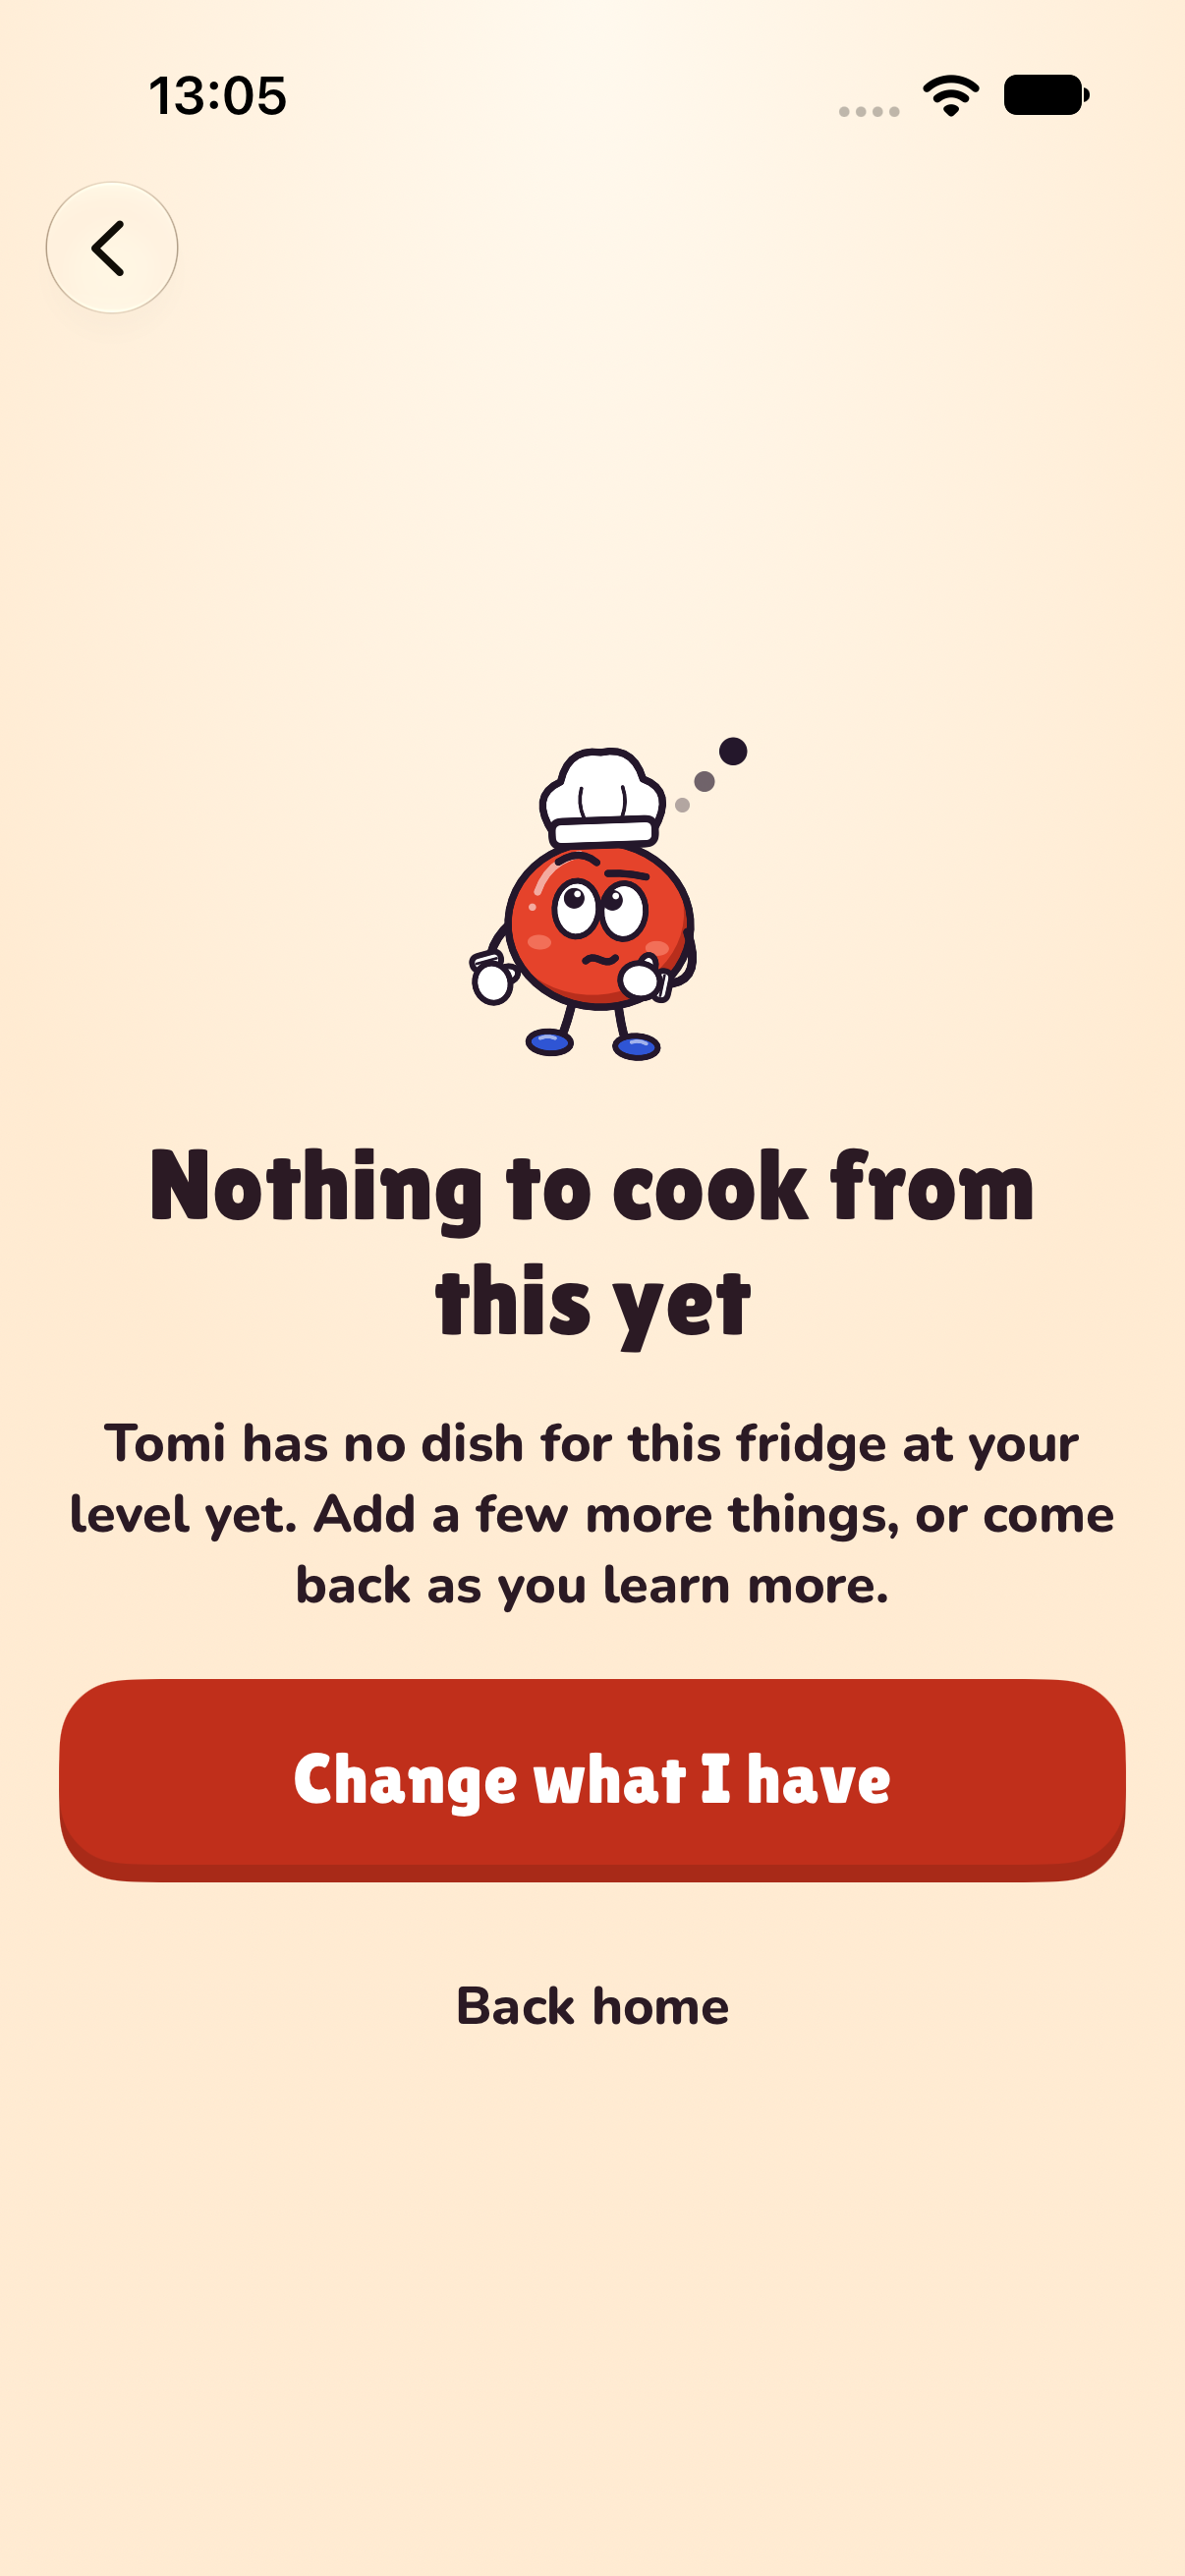 13:05
Nothing to cook from
this yet
Tomi has no dish for this fridge at your
level yet. Add a few more things, or come
back as you learn more.
Change what I have
Back home